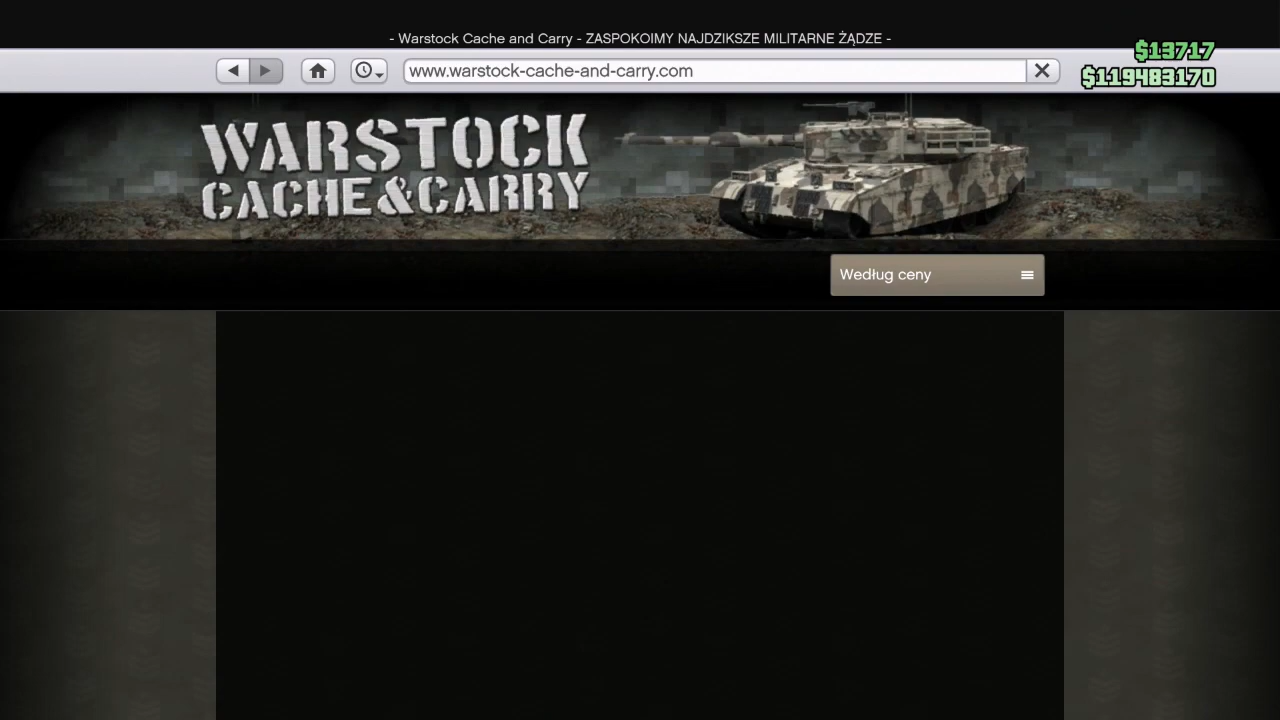 - Warstock Cache and Carry - ZASPOKOIMY NAJDZIKSZE MILITARNE ŻĄDZE -
www.warstock-cache-and-carry.com
$13717
$119483170
WARSTOCK
CACHE&CARRY
Według ceny